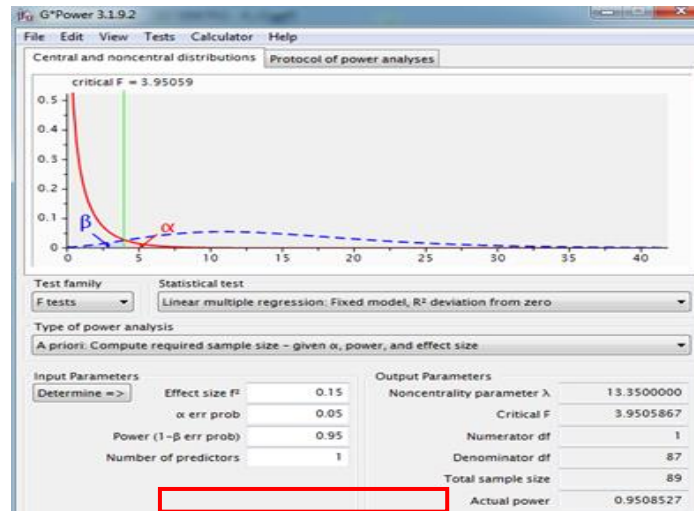 G*Power 3.1.9.2
File Edit View Tests Calculator Help
Central and noncentral distributions Protocol of power analyses
critical F = 3.95059
0.5
0.4
0.3
0.2
0.1
0
β α
0 5 10 15 20 25 30 35 40
Test family Statistical test
F tests Linear multiple regression: Fixed model, R² deviation from zero
Type of power analysis
A priori: Compute required sample size – given α, power, and effect size
Input Parameters Output Parameters
Determine => Effect size f² 0.15 Noncentrality parameter λ 13.3500000
α err prob 0.05 Critical F 3.9505867
Power (1-β err prob) 0.95 Numerator df 1
Number of predictors 1 Denominator df 87
Total sample size 89
Actual power 0.9508527